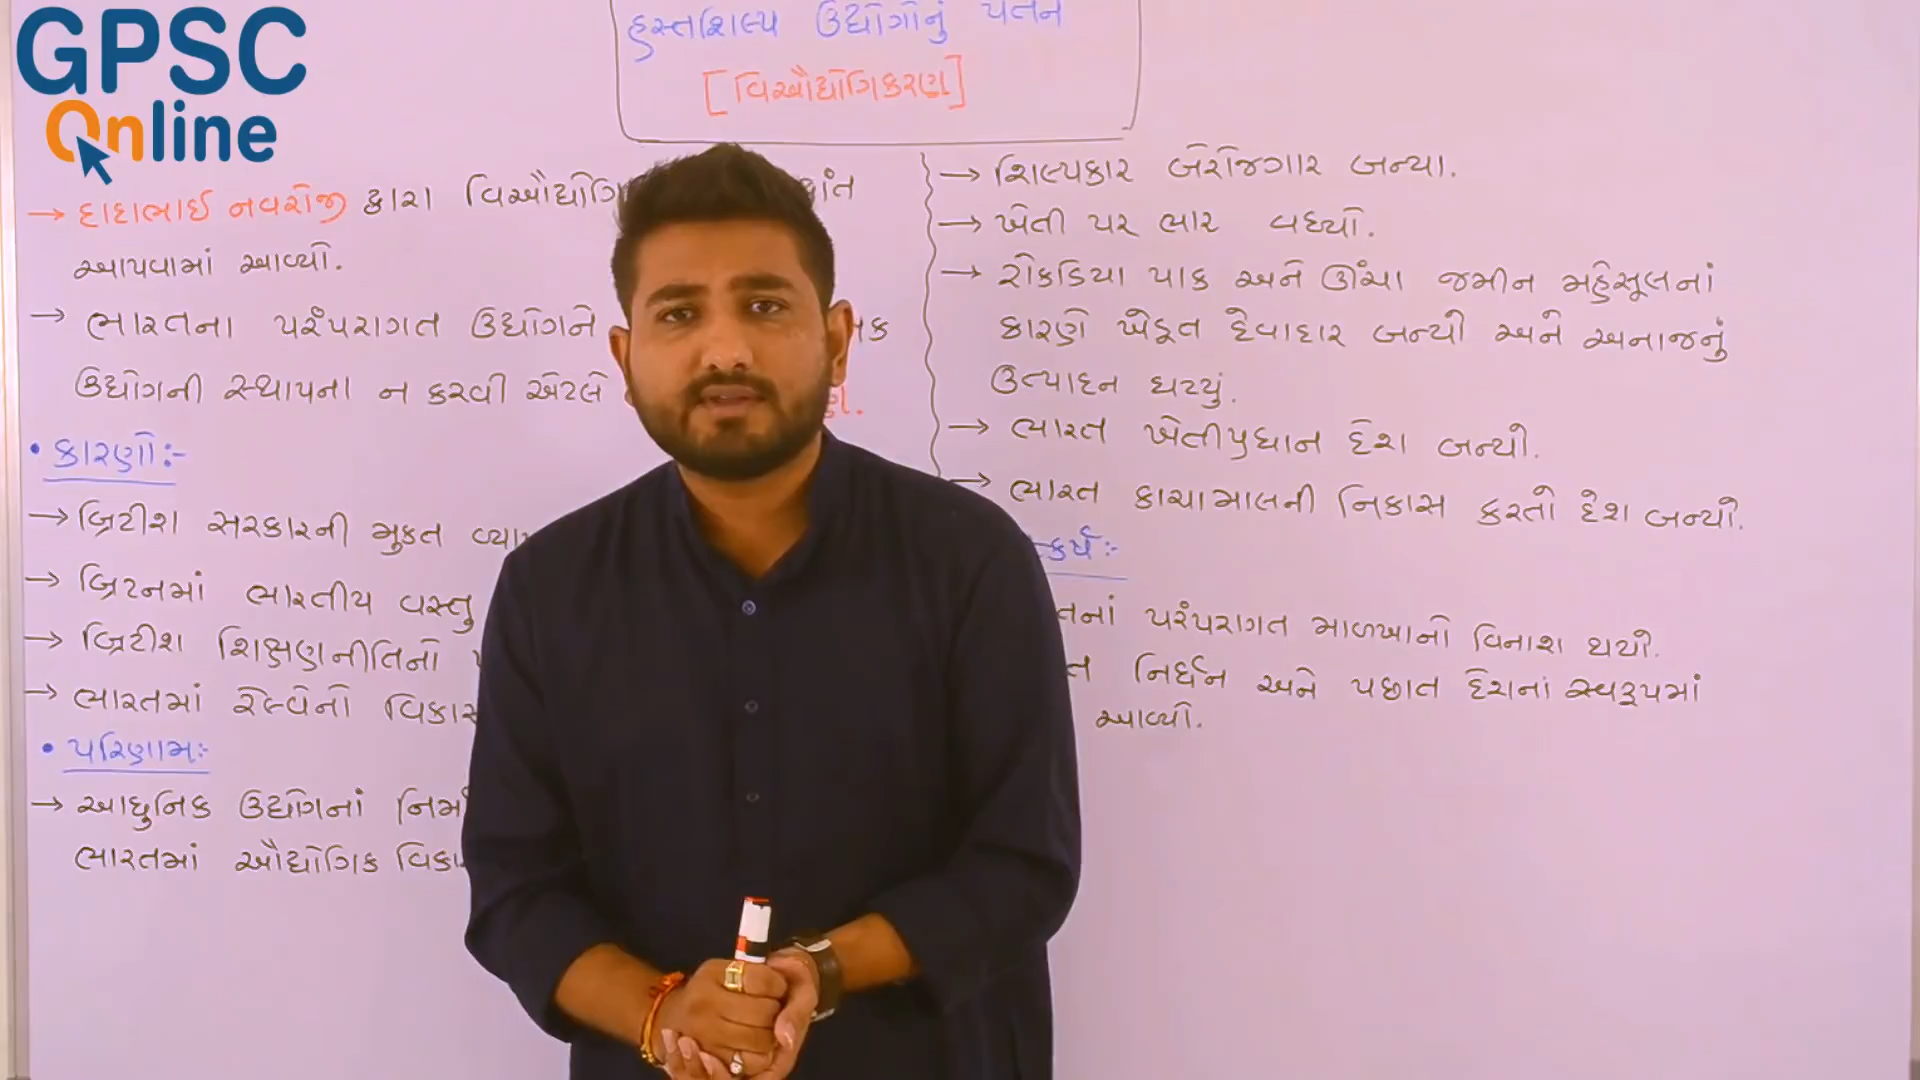 GPSC
Online
હસ્તશિલ્પ ઉદ્યોગોનું પતન
[વિઔદ્યોગિકરણ]
→ દાદાભાઈ નવરોજી દ્વારા
આપવામાં આવ્યો.
→ ભારતના પરંપરાગત ઉદ્યોગને
ઉદ્યોગની સ્થાપના ન કરવી એટલે
• કારણો:-
→ બ્રિટીશ સરકારની મુક્ત
→ બ્રિટનમાં ભારતીય વસ્તુ
→ બ્રિટીશ શિક્ષણનીતિનો
→ ભારતમાં રેલ્વેનો
• પરિણામ:-
→ આધુનિક ઉદ્યોગનાં
ભારતમાં ઔદ્યોગિક
→ શિલ્પકાર બેરોજગાર બન્યા.
→ ખેતી પર ભાર વધ્યો.
→ રોકડિયા પાક અને ઊંચા જમીન મહેસૂલનાં
કારણે ખેડૂત દેવાદાર બન્યો અને અનાજનું
ઉત્પાદન ઘટ્યું.
→ ભારત ખેતીપ્રધાન દેશ બન્યો.
→ ભારત કાચામાલની નિકાસ કરતો દેશ બન્યો.
પરંપરાગત માળખાનો વિનાશ થયો.
નિર્ધન અને પછાત દેશનાં સ્વરૂપમાં
આવ્યો.